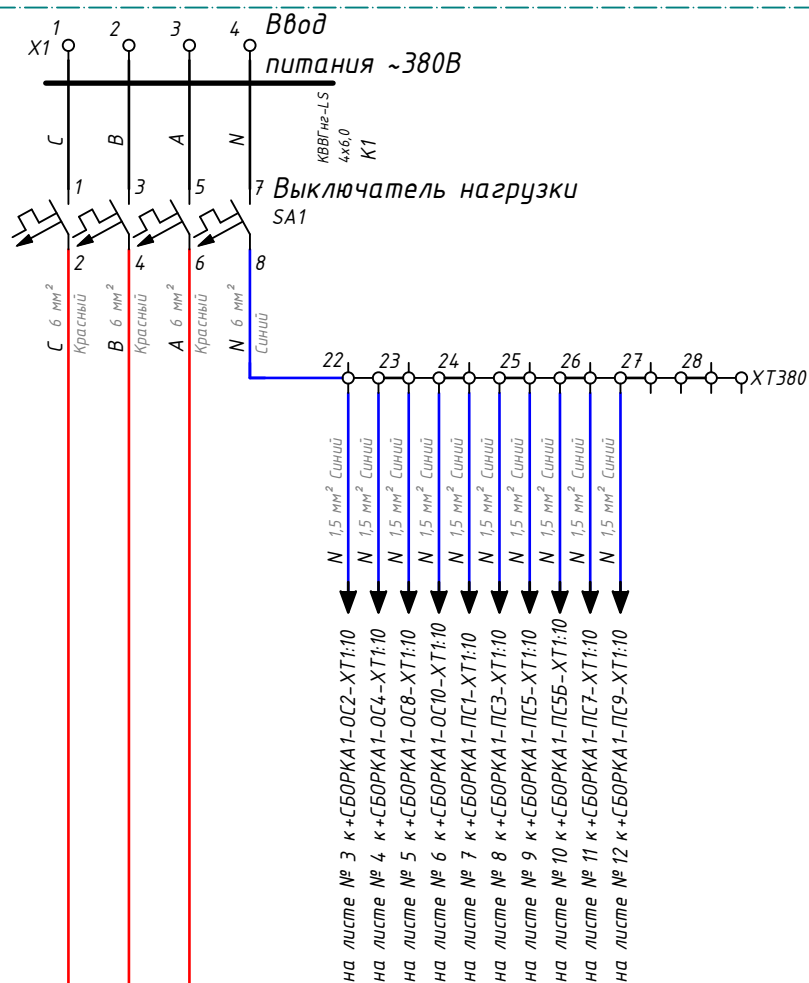 1 2 3 4 Ввод
X1
питания ~380В
C B A N
КВВГнг-LS
4x6,0
K1
1 3 5 7 Выключатель нагрузки
SA1
2 4 6 8
C 6 мм² Красный
B 6 мм² Красный
A 6 мм² Красный
N 6 мм² Синий
22 23 24 25 26 27 28 XT380
N 1,5 мм² Синий
N 1,5 мм² Синий
N 1,5 мм² Синий
N 1,5 мм² Синий
N 1,5 мм² Синий
N 1,5 мм² Синий
N 1,5 мм² Синий
N 1,5 мм² Синий
N 1,5 мм² Синий
N 1,5 мм² Синий
на листе № 3 к +СБОРКА1-ОС2-XT1:10
на листе № 4 к +СБОРКА1-ОС4-XT1:10
на листе № 5 к +СБОРКА1-ОС8-XT1:10
на листе № 6 к +СБОРКА1-ОС10-XT1:10
на листе № 7 к +СБОРКА1-ПС1-XT1:10
на листе № 8 к +СБОРКА1-ПС3-XT1:10
на листе № 9 к +СБОРКА1-ПС5-XT1:10
на листе № 10 к +СБОРКА1-ПС5Б-XT1:10
на листе № 11 к +СБОРКА1-ПС7-XT1:10
на листе № 12 к +СБОРКА1-ПС9-XT1:10